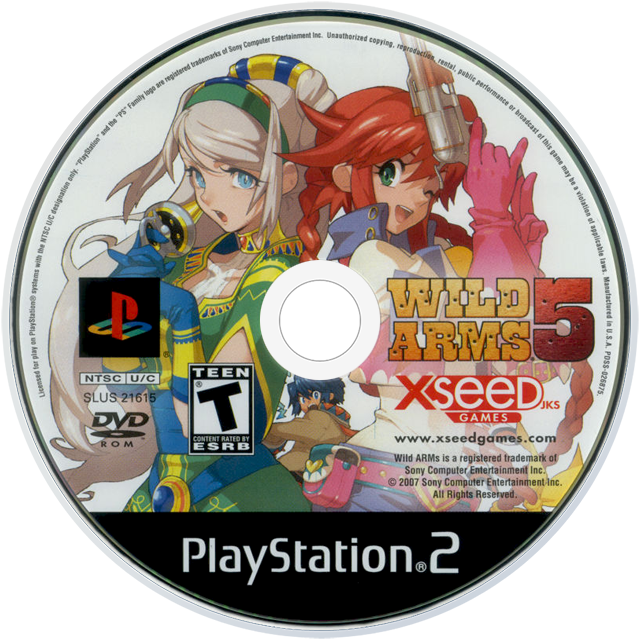 Licensed for play on PlayStation® systems with the NTSC U/C designation only. "PlayStation" and the "PS" Family logo are registered trademarks of Sony Computer Entertainment Inc. Unauthorized copying, reproduction, rental, public performance or broadcast of this game may be a violation of applicable laws. Manufactured in U.S.A. PDSS-026875.
WILD
ARMS 5
®
NTSC U/C
SLUS 21615
DVD
ROM
TEEN
T
®
CONTENT RATED BY
ESRB
XSEED JKS
GAMES
www.xseedgames.com
Wild ARMs is a registered trademark of
Sony Computer Entertainment Inc.
© 2007 Sony Computer Entertainment Inc.
All Rights Reserved.
PlayStation®2